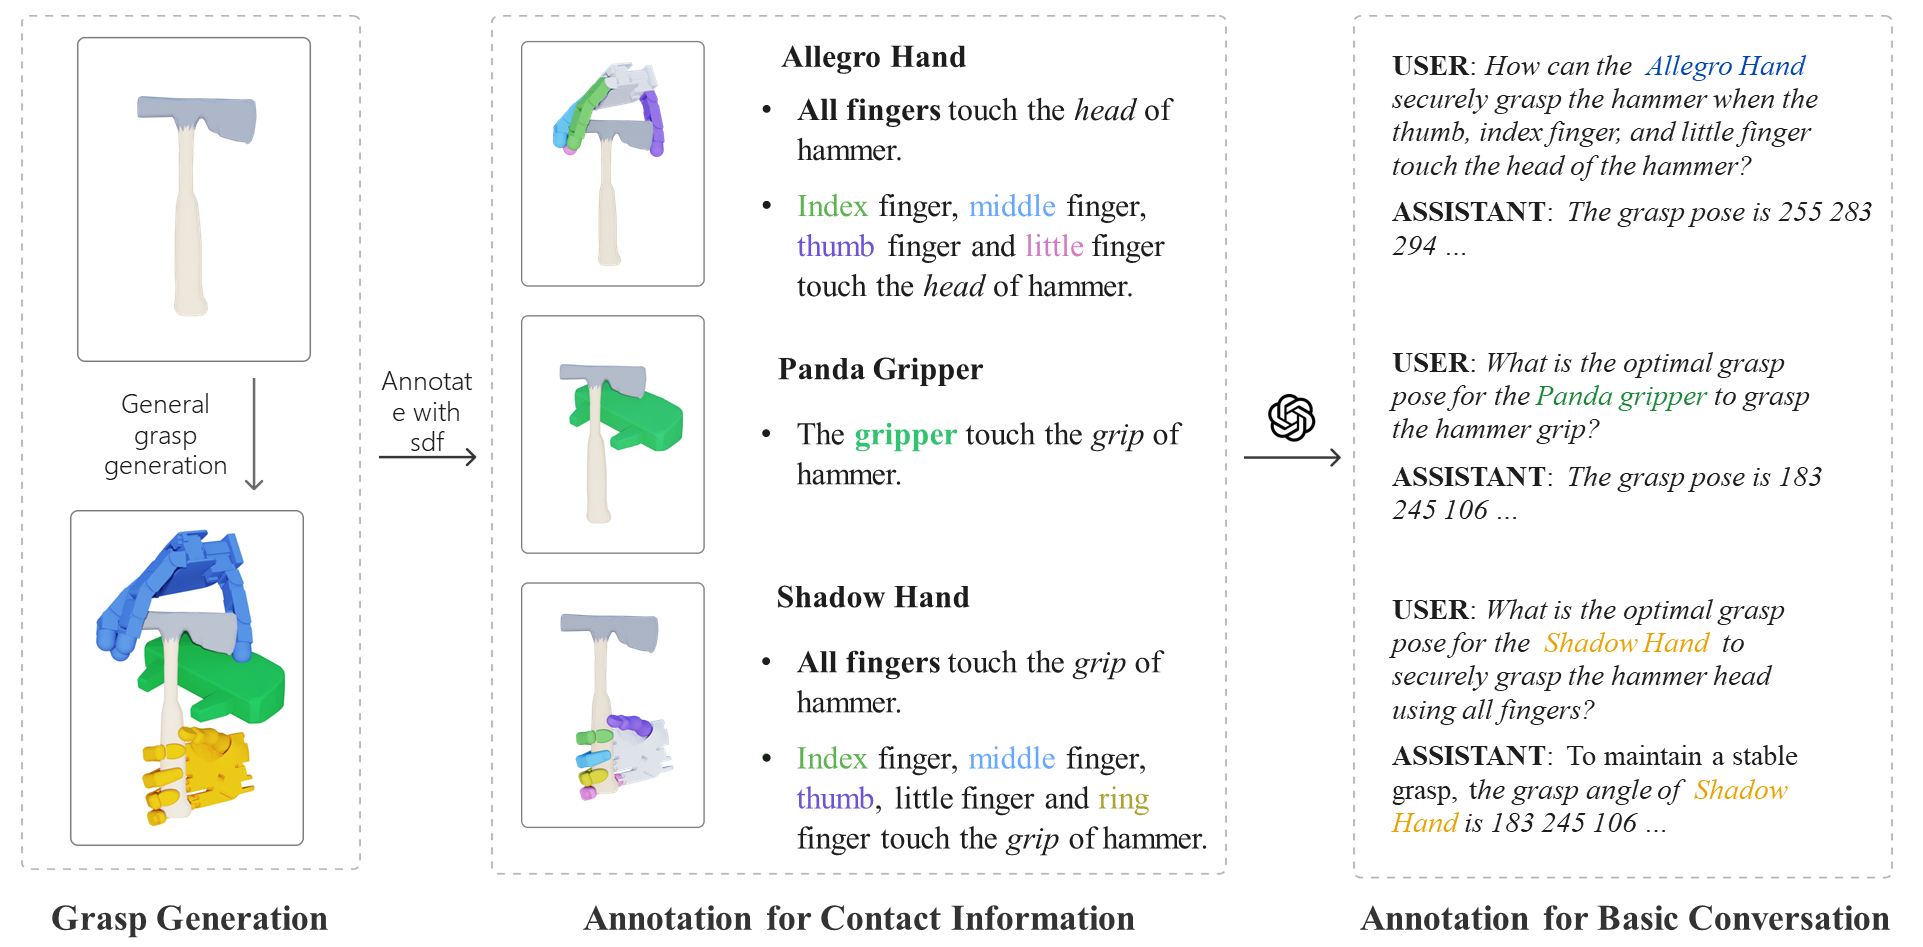 General
grasp
generation
Grasp Generation
Annotat
e with
sdf
Allegro Hand
• All fingers touch the head of
hammer.
• Index finger, middle finger,
thumb finger and little finger
touch the head of hammer.
Panda Gripper
• The gripper touch the grip of
hammer.
Shadow Hand
• All fingers touch the grip of
hammer.
• Index finger, middle finger,
thumb, little finger and ring
finger touch the grip of hammer.
Annotation for Contact Information
USER: How can the Allegro Hand
securely grasp the hammer when the
thumb, index finger, and little finger
touch the head of the hammer?
ASSISTANT: The grasp pose is 255 283
294 ...
USER: What is the optimal grasp
pose for the Panda gripper to grasp
the hammer grip?
ASSISTANT: The grasp pose is 183
245 106 ...
USER: What is the optimal grasp
pose for the Shadow Hand to
securely grasp the hammer head
using all fingers?
ASSISTANT: To maintain a stable
grasp, the grasp angle of Shadow
Hand is 183 245 106 ...
Annotation for Basic Conversation